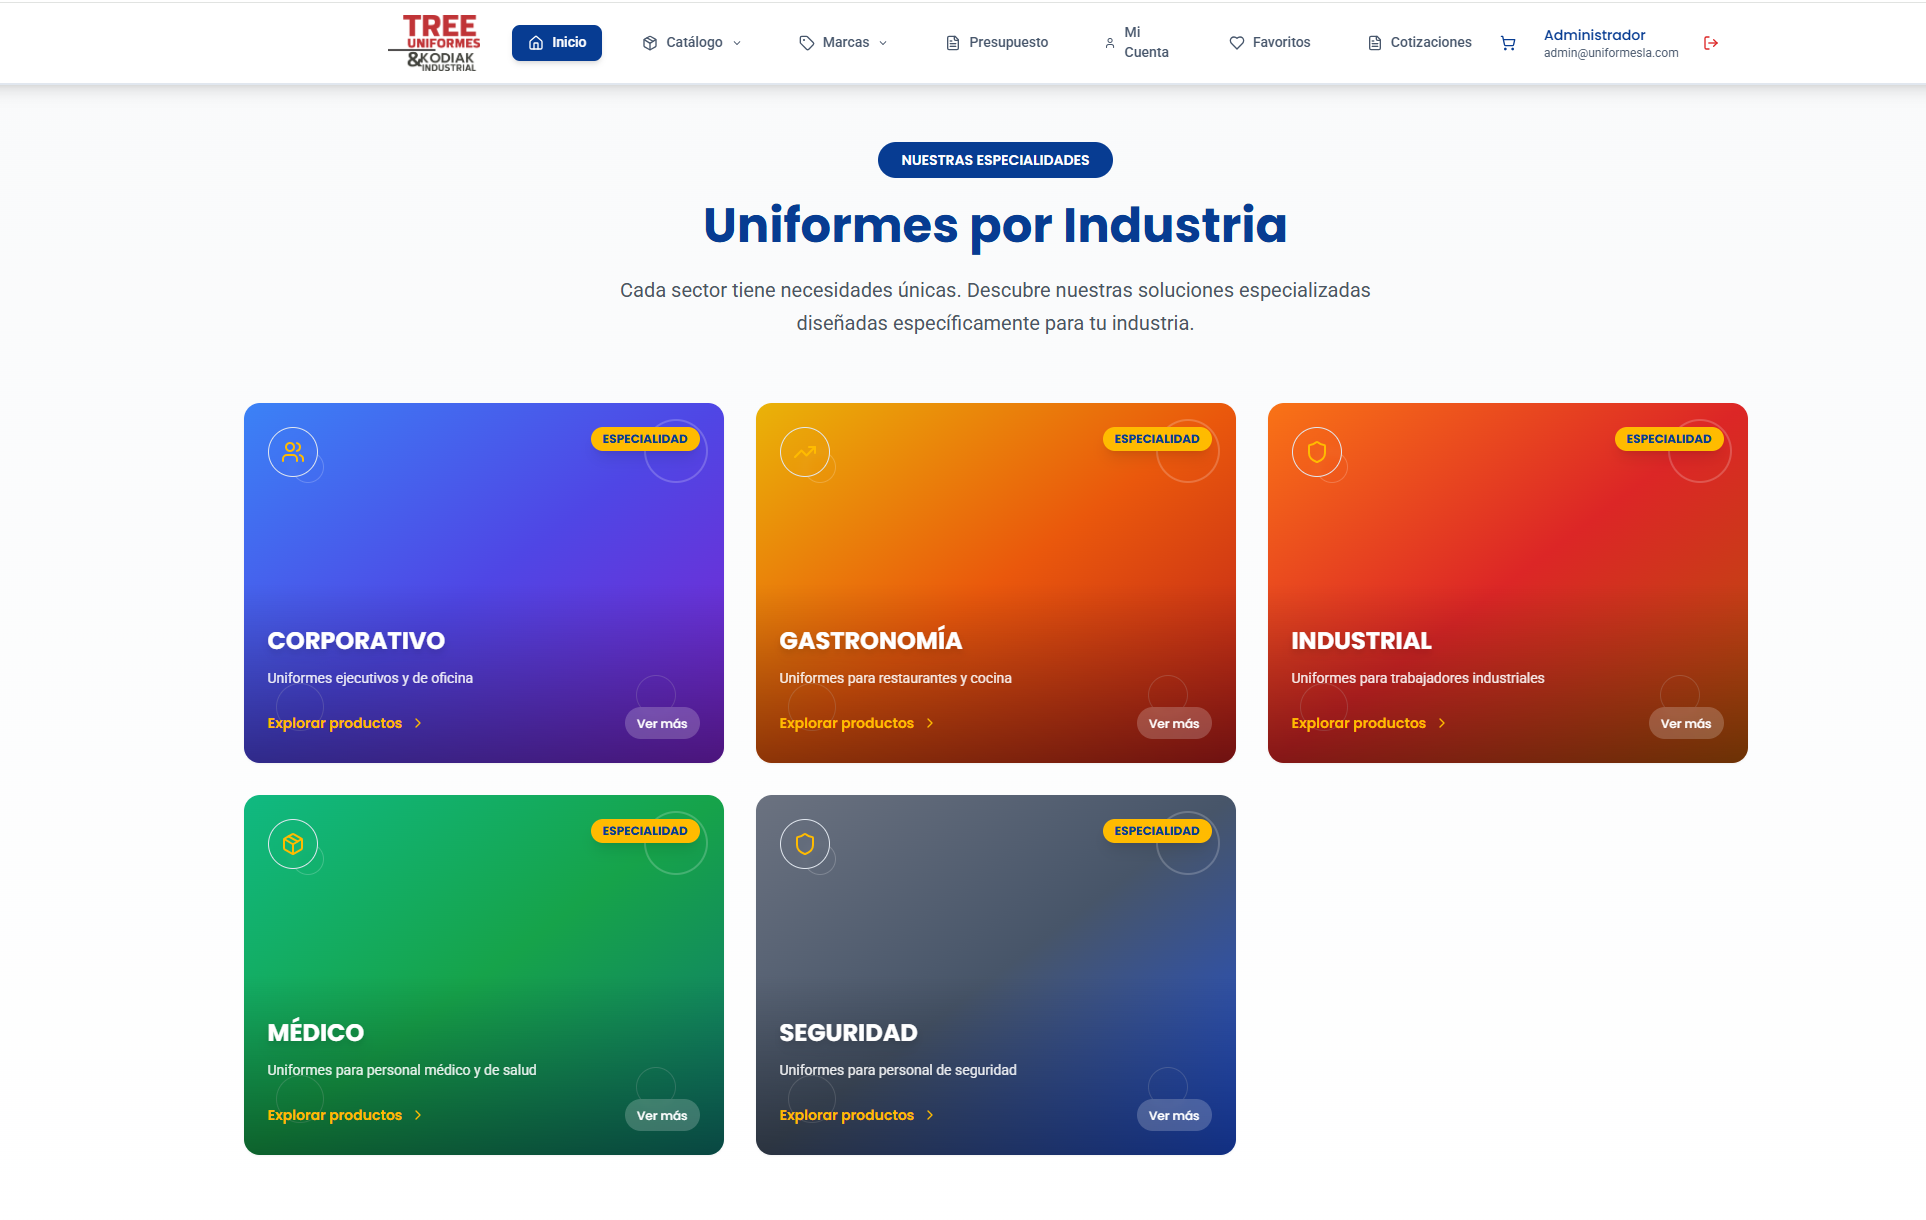 TREE
UNIFORMES
&KODIAK
INDUSTRIAL
Inicio
Catálogo
Marcas
Presupuesto
Mi
Cuenta
Favoritos
Cotizaciones
Administrador
admin@uniformesla.com
NUESTRAS ESPECIALIDADES
Uniformes por Industria
Cada sector tiene necesidades únicas. Descubre nuestras soluciones especializadas
diseñadas específicamente para tu industria.
ESPECIALIDAD
CORPORATIVO
Uniformes ejecutivos y de oficina
Explorar productos
Ver más
ESPECIALIDAD
GASTRONOMÍA
Uniformes para restaurantes y cocina
Explorar productos
Ver más
ESPECIALIDAD
INDUSTRIAL
Uniformes para trabajadores industriales
Explorar productos
Ver más
ESPECIALIDAD
MÉDICO
Uniformes para personal médico y de salud
Explorar productos
Ver más
ESPECIALIDAD
SEGURIDAD
Uniformes para personal de seguridad
Explorar productos
Ver más